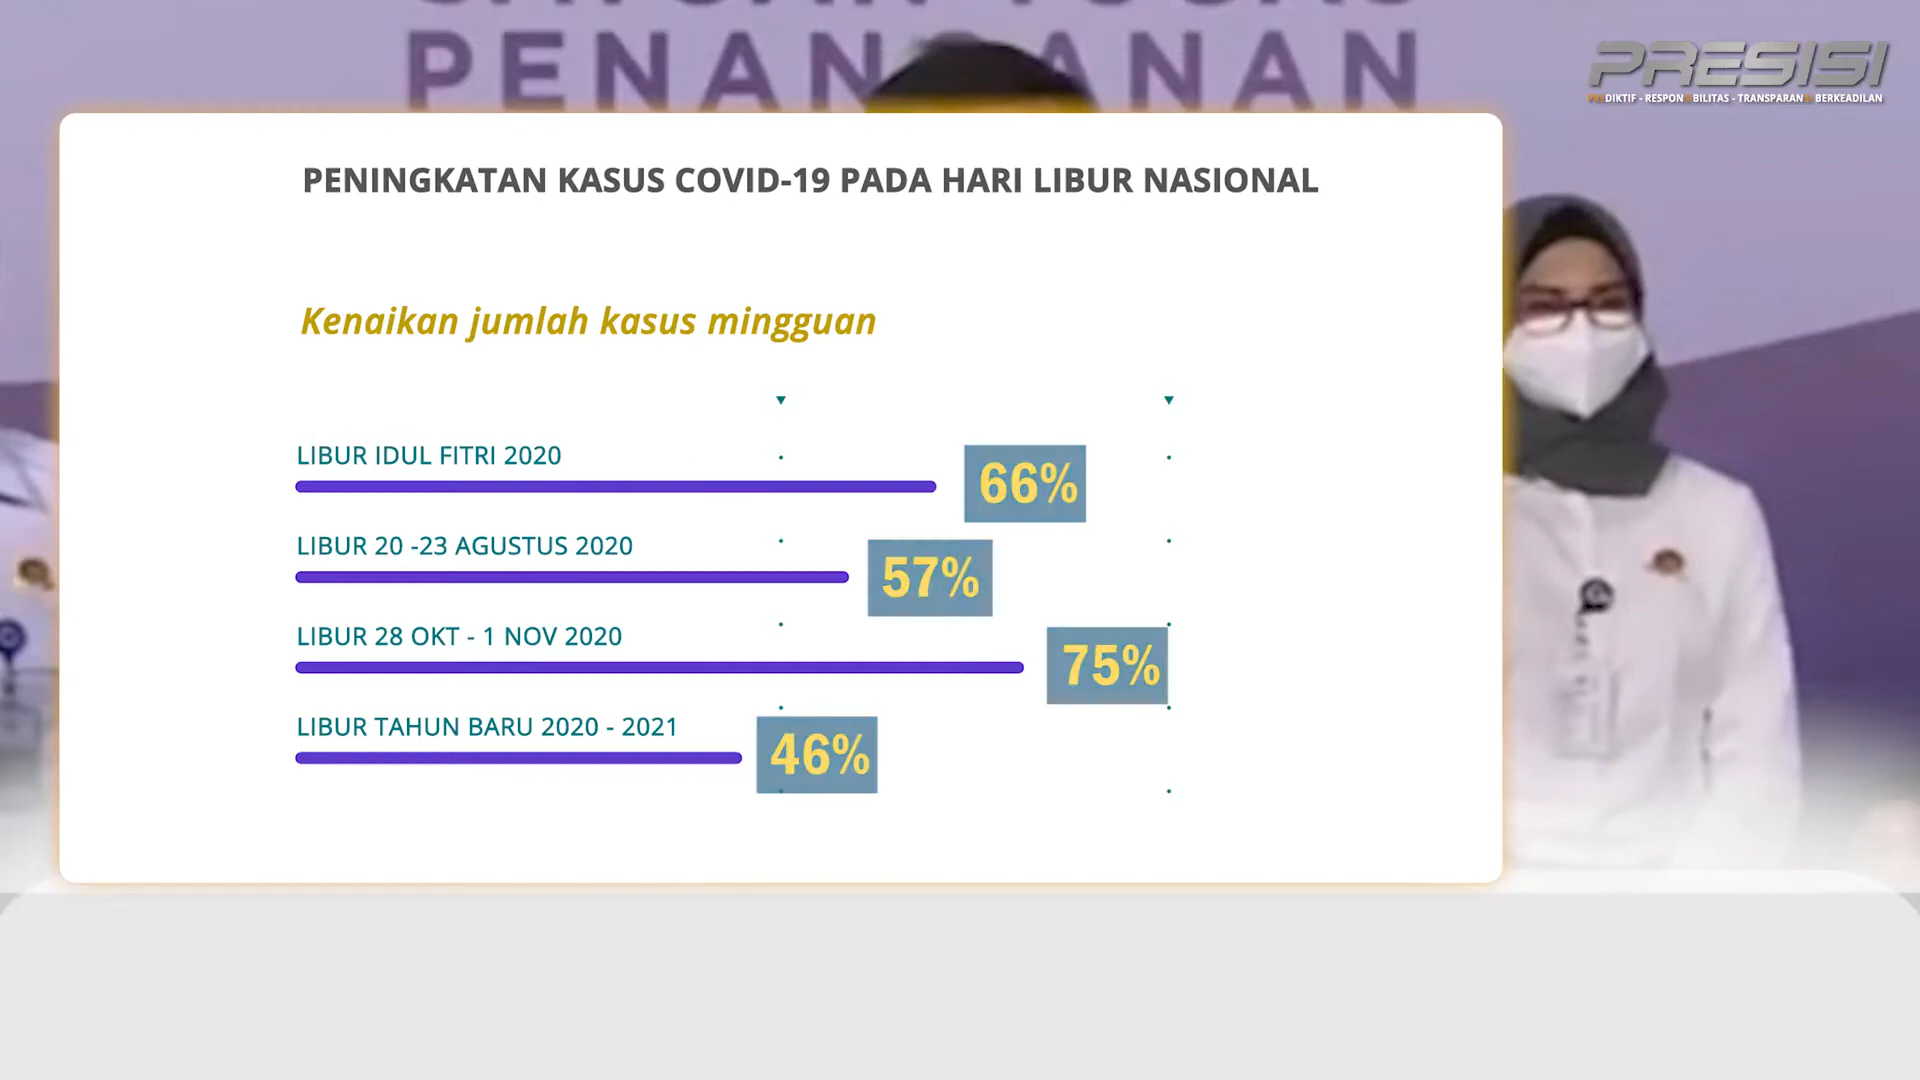 PRESISI
DIKTIF - RESPON BILITAS - TRANSPARAN BERKEADILAN
PENINGKATAN KASUS COVID-19 PADA HARI LIBUR NASIONAL
Kenaikan jumlah kasus mingguan
LIBUR IDUL FITRI 2020
66%
LIBUR 20 -23 AGUSTUS 2020
57%
LIBUR 28 OKT - 1 NOV 2020
75%
LIBUR TAHUN BARU 2020 - 2021
46%